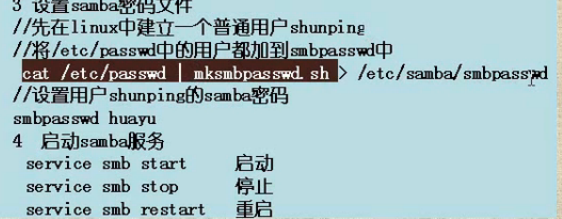 3 设置samba密码文件
//先在linux中建立一个普通用户shunping
//将/etc/passwd中的用户都加到smbpasswd中
cat /etc/passwd | mksmbpasswd.sh > /etc/samba/smbpasswd
//设置用户shunping的samba密码
smbpasswd huayu
4 启动samba服务
service smb start 启动
service smb stop 停止
service smb restart 重启